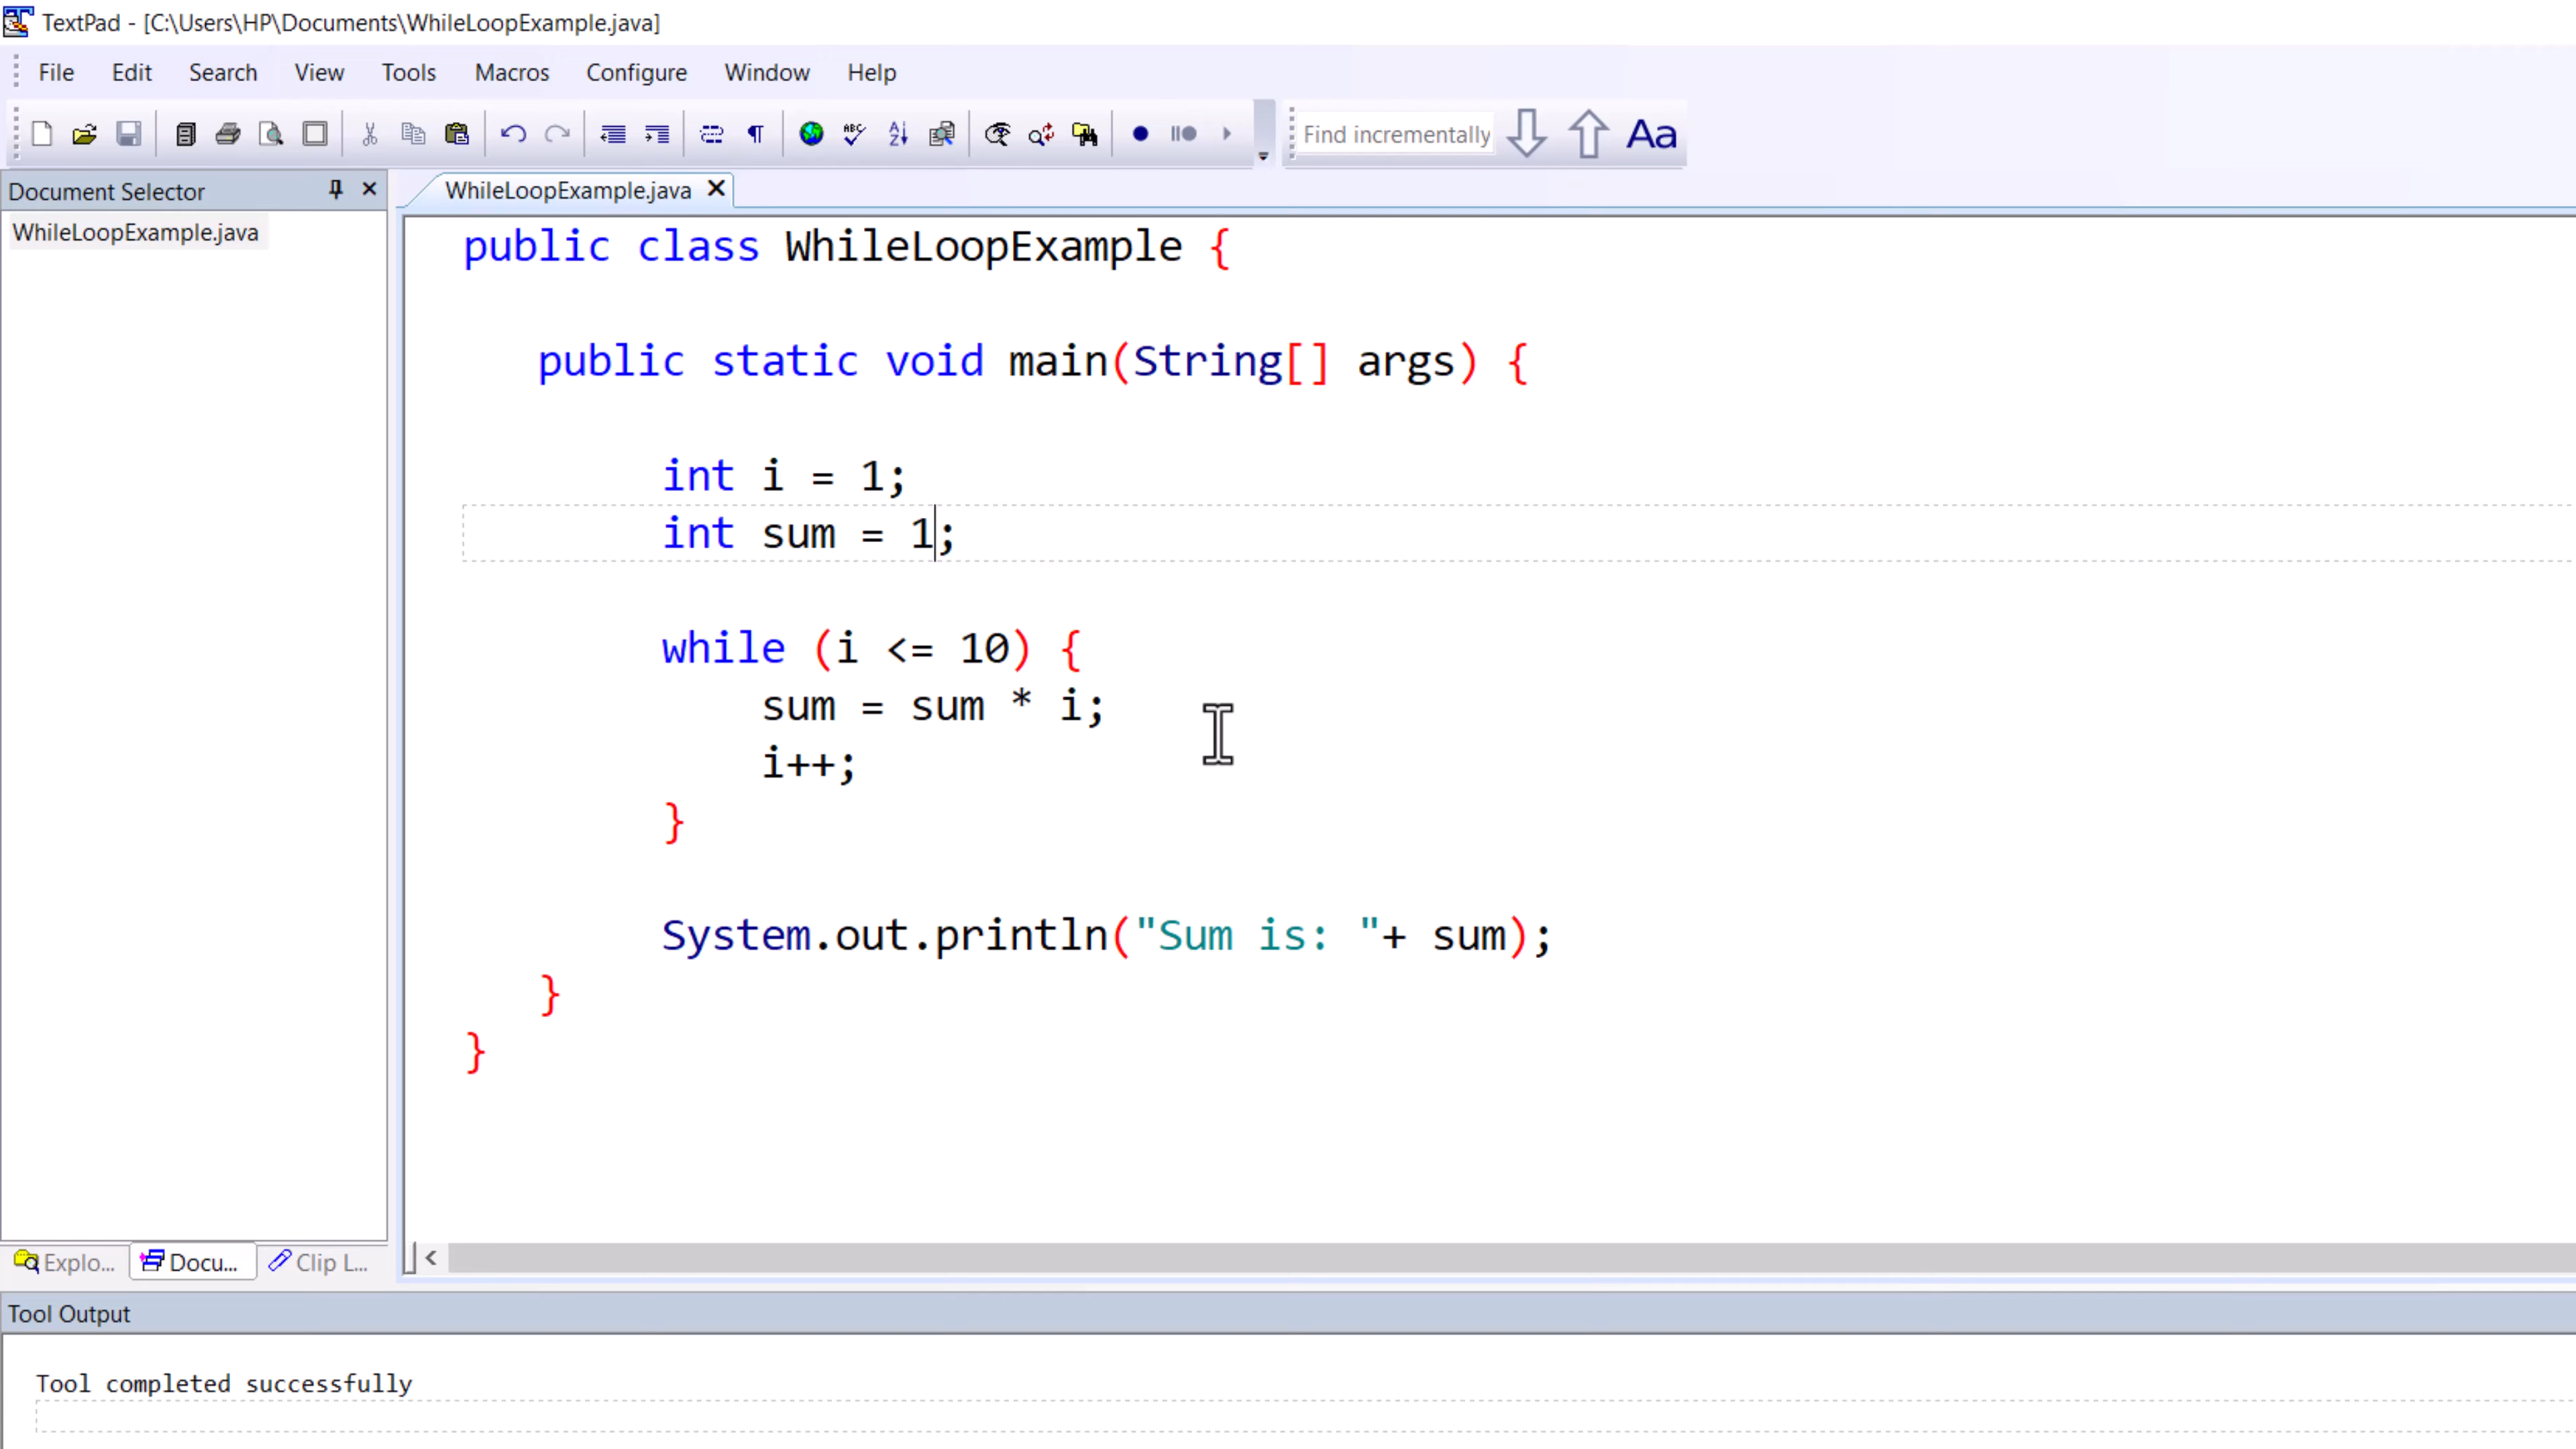 TextPad - [C:\Users\HP\Documents\WhileLoopExample.java]
File Edit Search View Tools Macros Configure Window Help
Find incrementally Aa
Document Selector
WhileLoopExample.java
WhileLoopExample.java
public class WhileLoopExample {
public static void main(String[] args) {
int i = 1;
int sum = 1;
while (i <= 10) {
sum = sum * i;
i++;
}
System.out.println("Sum is: "+ sum);
}
}
Explo... Docu... Clip L...
Tool Output
Tool completed successfully